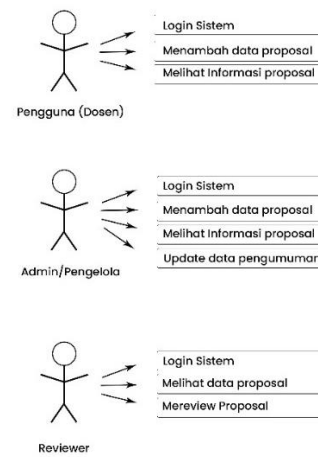 Login Sistem
Menambah data proposal
Melihat Informasi proposal
Pengguna (Dosen)
Login Sistem
Menambah data proposal
Melihat Informasi proposal
Update data pengumuman
Admin/Pengelola
Login Sistem
Melihat data proposal
Mereview Proposal
Reviewer